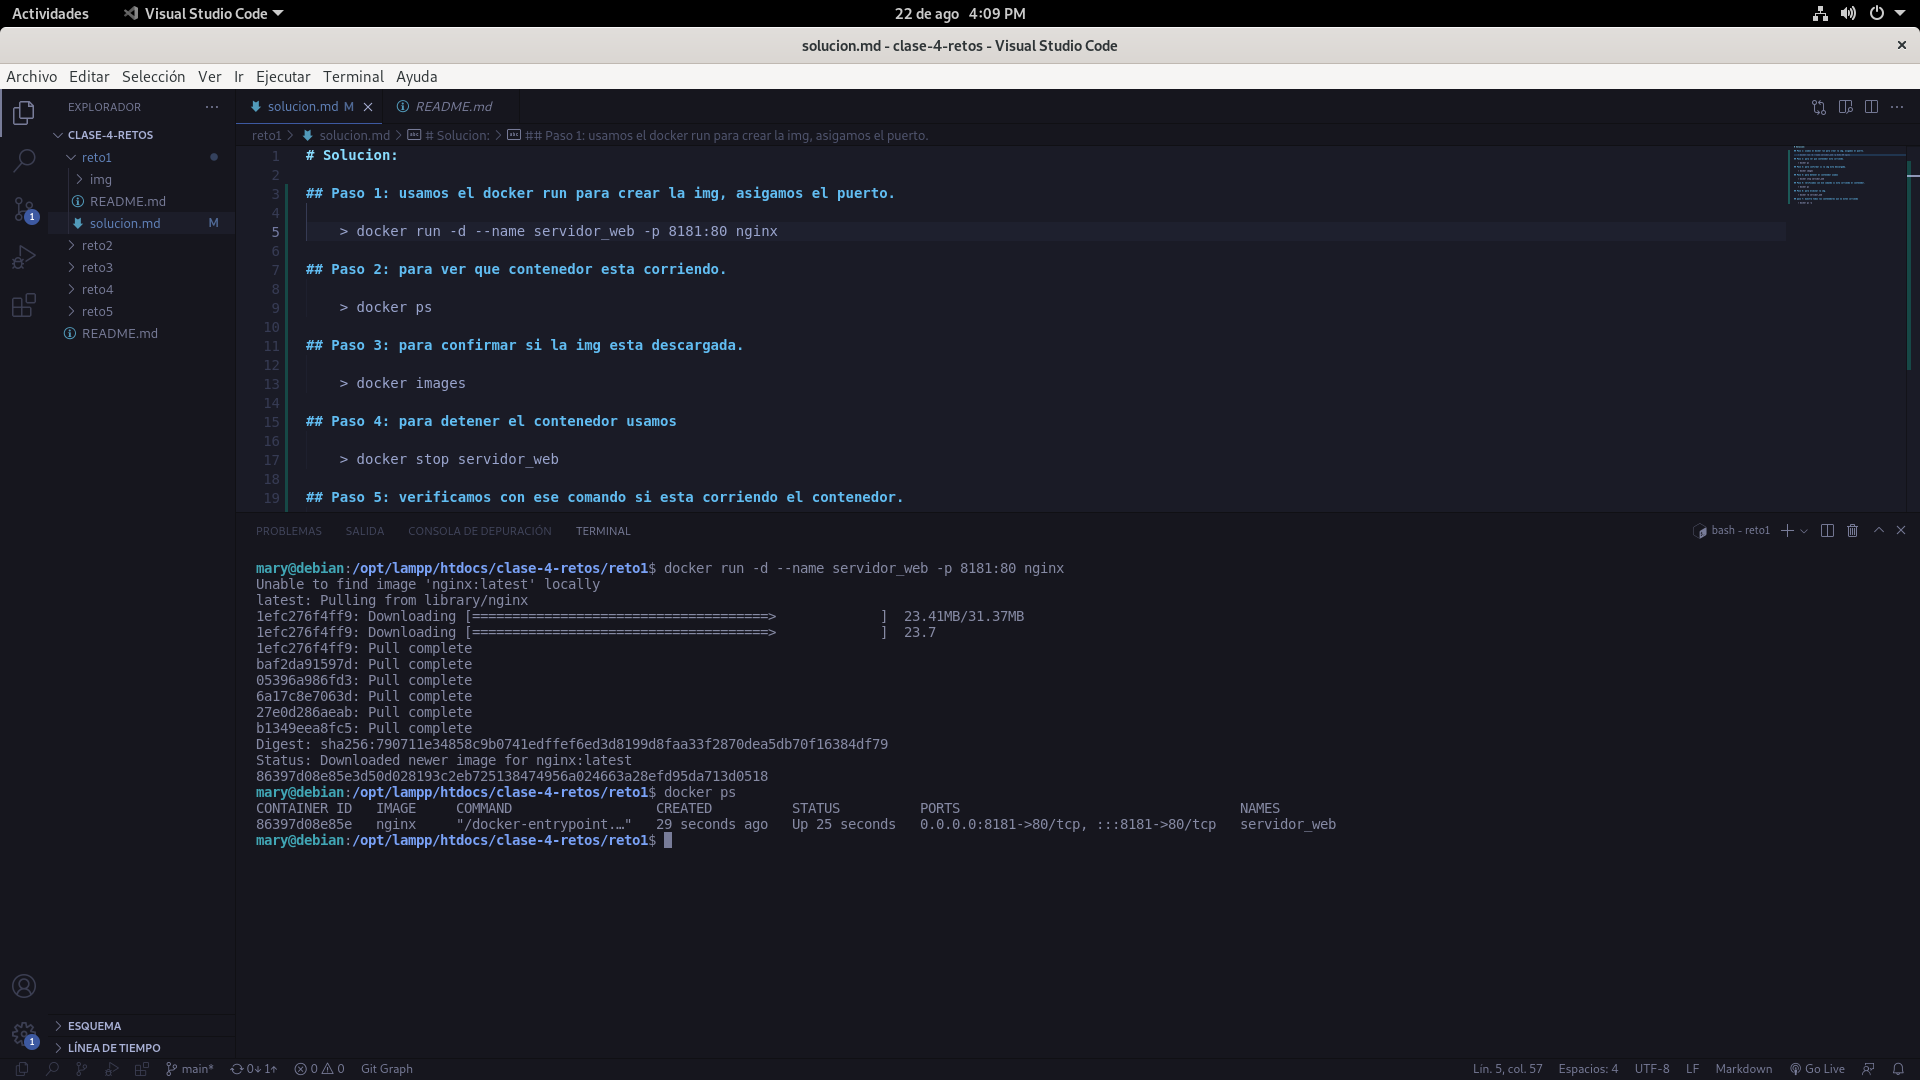 Actividades
Visual Studio Code
22 de ago 4:09 PM
solucion.md - clase-4-retos - Visual Studio Code
Archivo Editar Selección Ver Ir Ejecutar Terminal Ayuda
EXPLORADOR
CLASE-4-RETOS
reto1
img
README.md
solucion.md M
reto2
reto3
reto4
reto5
README.md
ESQUEMA
LÍNEA DE TIEMPO
1
1
solucion.md M
README.md
reto1 > solucion.md > # Solucion: > ## Paso 1: usamos el docker run para crear la img, asigamos el puerto.
1 # Solucion:
2
3 ## Paso 1: usamos el docker run para crear la img, asigamos el puerto.
4
5 > docker run -d --name servidor_web -p 8181:80 nginx
6
7 ## Paso 2: para ver que contenedor esta corriendo.
8
9 > docker ps
10
11 ## Paso 3: para confirmar si la img esta descargada.
12
13 > docker images
14
15 ## Paso 4: para detener el contenedor usamos
16
17 > docker stop servidor_web
18
19 ## Paso 5: verificamos con ese comando si esta corriendo el contenedor.
PROBLEMAS SALIDA CONSOLA DE DEPURACIÓN TERMINAL
bash - reto1
mary@debian:/opt/lampp/htdocs/clase-4-retos/reto1$ docker run -d --name servidor_web -p 8181:80 nginx
Unable to find image 'nginx:latest' locally
latest: Pulling from library/nginx
1efc276f4ff9: Downloading [=====================================>             ]  23.41MB/31.37MB
1efc276f4ff9: Downloading [=====================================>             ]  23.7
1efc276f4ff9: Pull complete
baf2da91597d: Pull complete
05396a986fd3: Pull complete
6a17c8e7063d: Pull complete
27e0d286aeab: Pull complete
b1349eea8fc5: Pull complete
Digest: sha256:790711e34858c9b0741edffef6ed3d8199d8faa33f2870dea5db70f16384df79
Status: Downloaded newer image for nginx:latest
86397d08e85e3d50d028193c2eb725138474956a024663a28efd95da713d0518
mary@debian:/opt/lampp/htdocs/clase-4-retos/reto1$ docker ps
CONTAINER ID   IMAGE     COMMAND                  CREATED          STATUS          PORTS                                   NAMES
86397d08e85e   nginx     "/docker-entrypoint.…"   29 seconds ago   Up 25 seconds   0.0.0.0:8181->80/tcp, :::8181->80/tcp   servidor_web
mary@debian:/opt/lampp/htdocs/clase-4-retos/reto1$
main* 0↓ 1↑ 0 0 Git Graph
Lín. 5, col. 57 Espacios: 4 UTF-8 LF Markdown Go Live